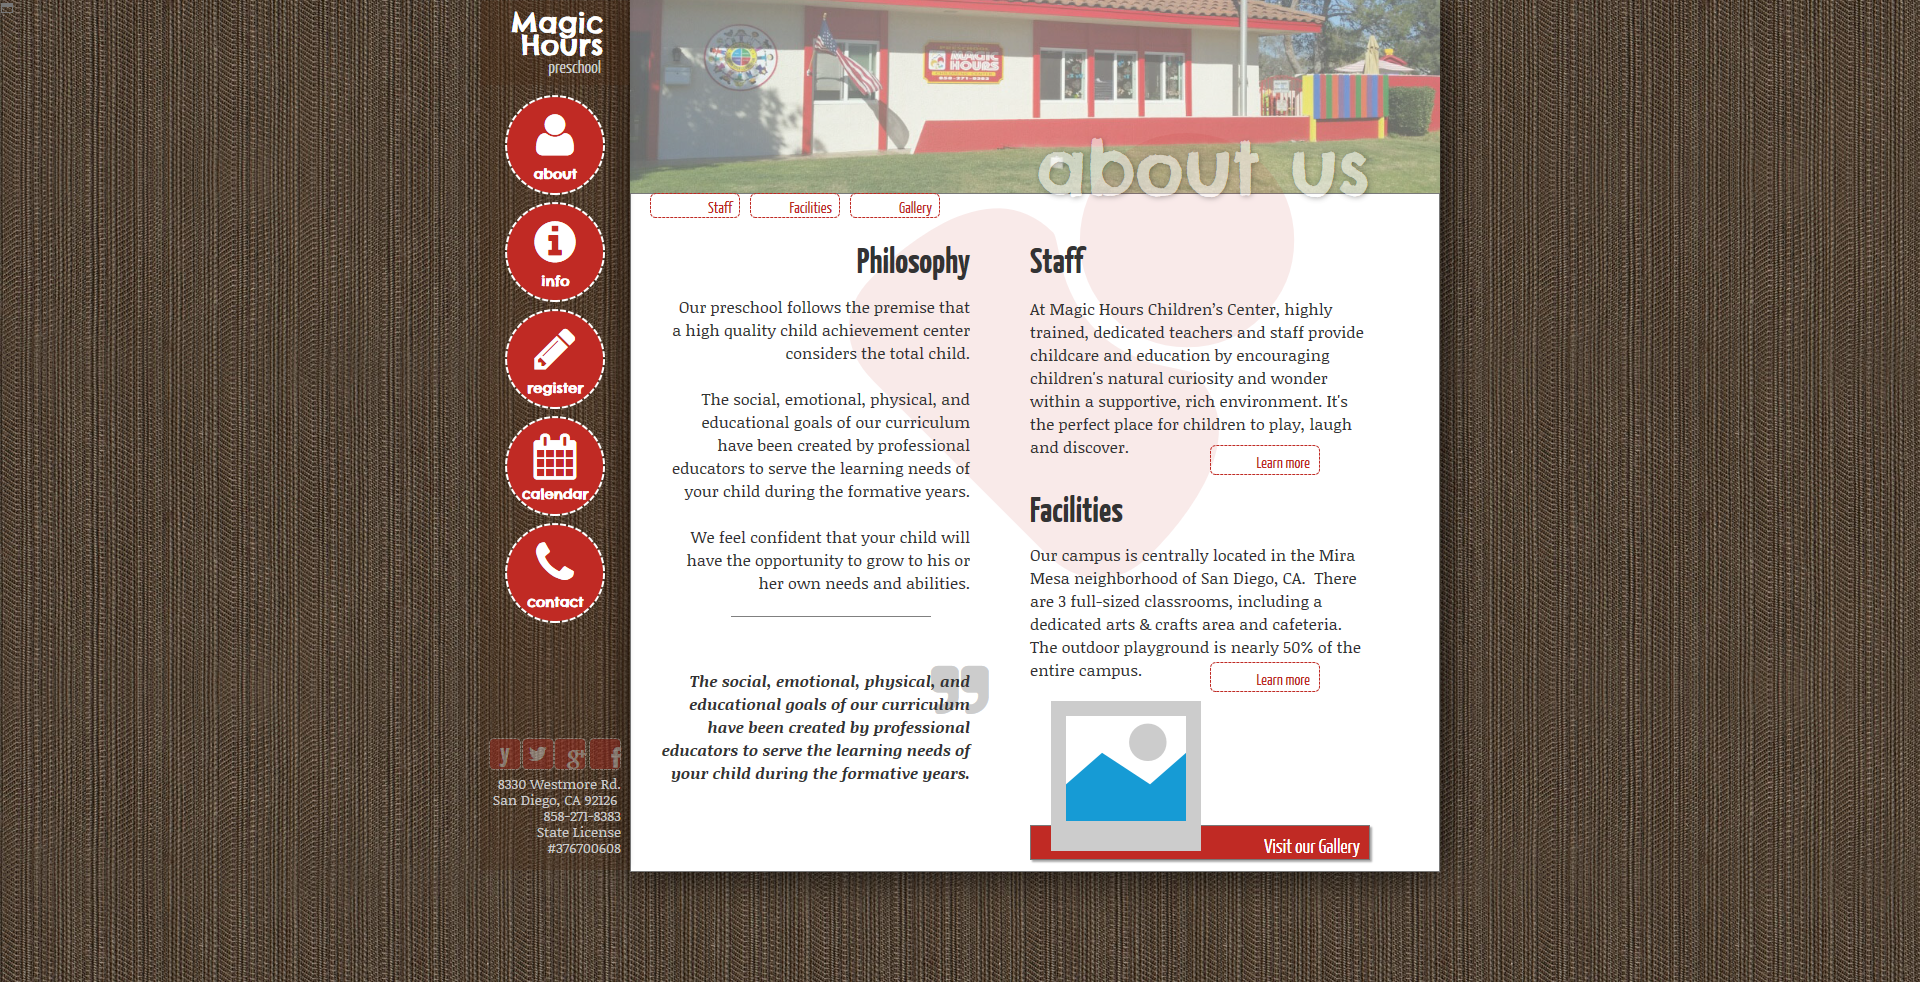 Magic
Hours
preschool
about
info
register
calendar
contact
8330 Westmore Rd.
San Diego, CA 92126
858-271-8383
State License
#376700608
MAGIC
HOURS
858-271-8383
about us
Staff
Facilities
Gallery
Philosophy
Our preschool follows the premise that
a high quality child achievement center
considers the total child.
The social, emotional, physical, and
educational goals of our curriculum
have been created by professional
educators to serve the learning needs of
your child during the formative years.
We feel confident that your child will
have the opportunity to grow to his or
her own needs and abilities.
The social, emotional, physical, and
educational goals of our curriculum
have been created by professional
educators to serve the learning needs of
your child during the formative years.
Staff
At Magic Hours Children’s Center, highly
trained, dedicated teachers and staff provide
childcare and education by encouraging
children's natural curiosity and wonder
within a supportive, rich environment. It's
the perfect place for children to play, laugh
and discover.
Learn more
Facilities
Our campus is centrally located in the Mira
Mesa neighborhood of San Diego, CA.  There
are 3 full-sized classrooms, including a
dedicated arts & crafts area and cafeteria.
The outdoor playground is nearly 50% of the
entire campus.
Learn more
Visit our Gallery